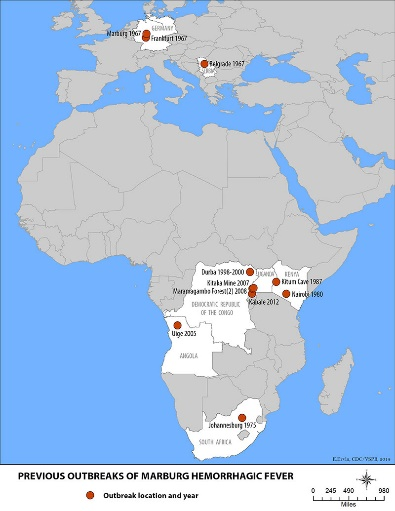 Marburg 1967
GERMANY
Frankfurt 1967
Belgrade 1967
Durba 1998-2000
UGANDA
KENYA
Kitaka Mine 2007
Kitum Cave 1987
Maramagambo Forest(2) 2008
Nairobi 1980
DEMOCRATIC REPUBLIC
OF THE CONGO
Kabale 2012
Uige 2005
ANGOLA
Johannesburg 1975
SOUTH AFRICA
PREVIOUS OUTBREAKS OF MARBURG HEMORRHAGIC FEVER
Outbreak location and year
0 245 490 980
Miles